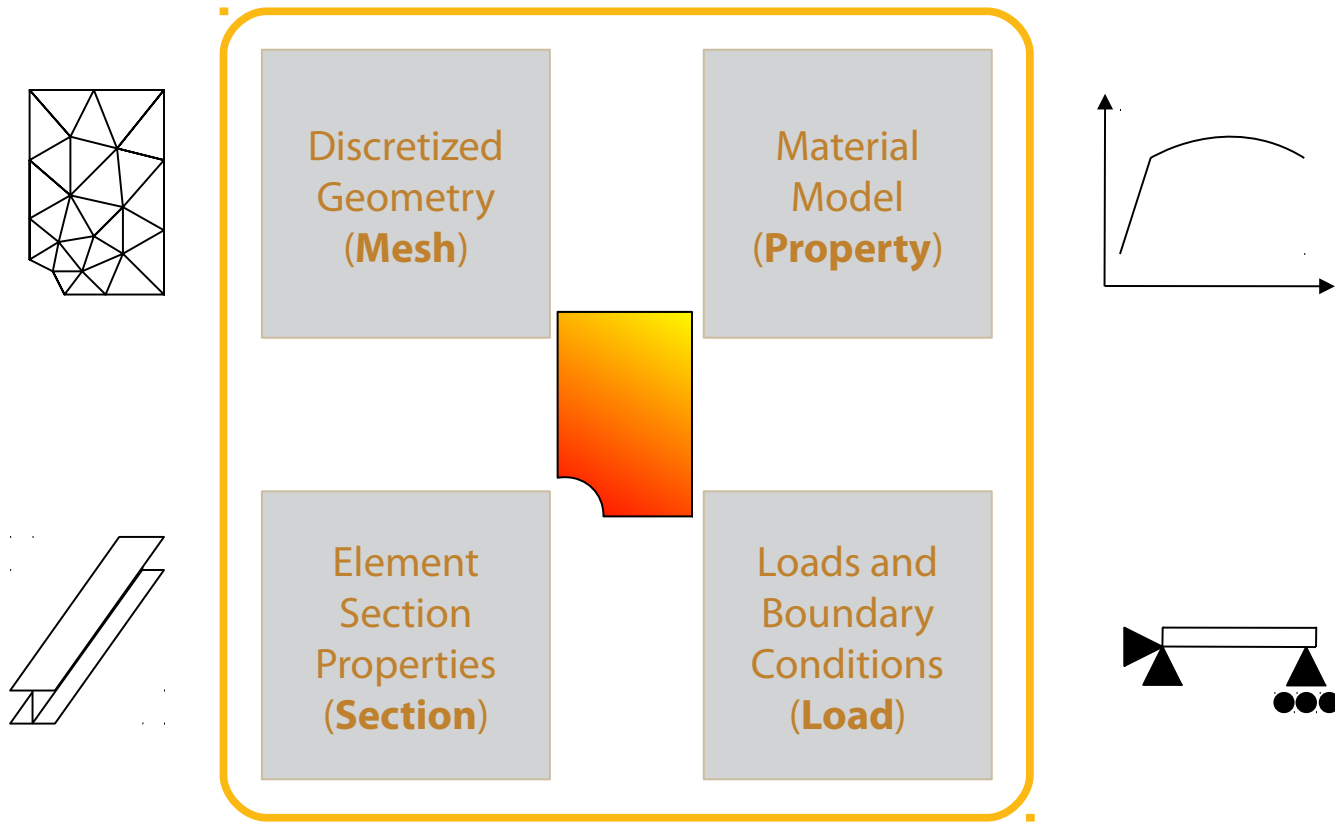 Discretized
Geometry
(Mesh)
Material
Model
(Property)
Element
Section
Properties
(Section)
Loads and
Boundary
Conditions
(Load)